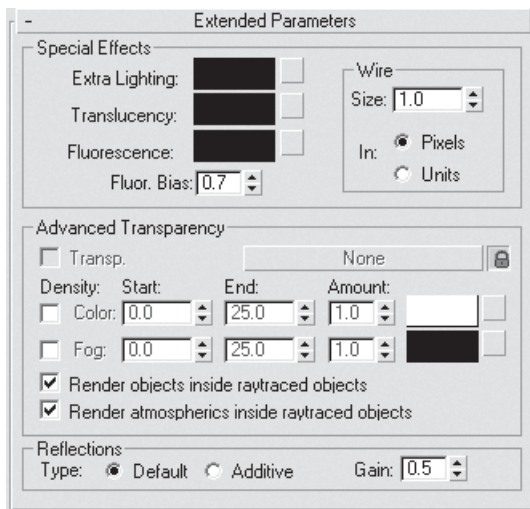 - Extended Parameters
Special Effects
Extra Lighting:
Translucency:
Fluorescence:
Fluor. Bias: 0.7
Wire
Size: 1.0
In: Pixels
Units
Advanced Transparency
Transp. None
Density: Start: End: Amount:
Color: 0.0 25.0 1.0
Fog: 0.0 25.0 1.0
Render objects inside raytraced objects
Render atmospherics inside raytraced objects
Reflections
Type: Default Additive Gain: 0.5